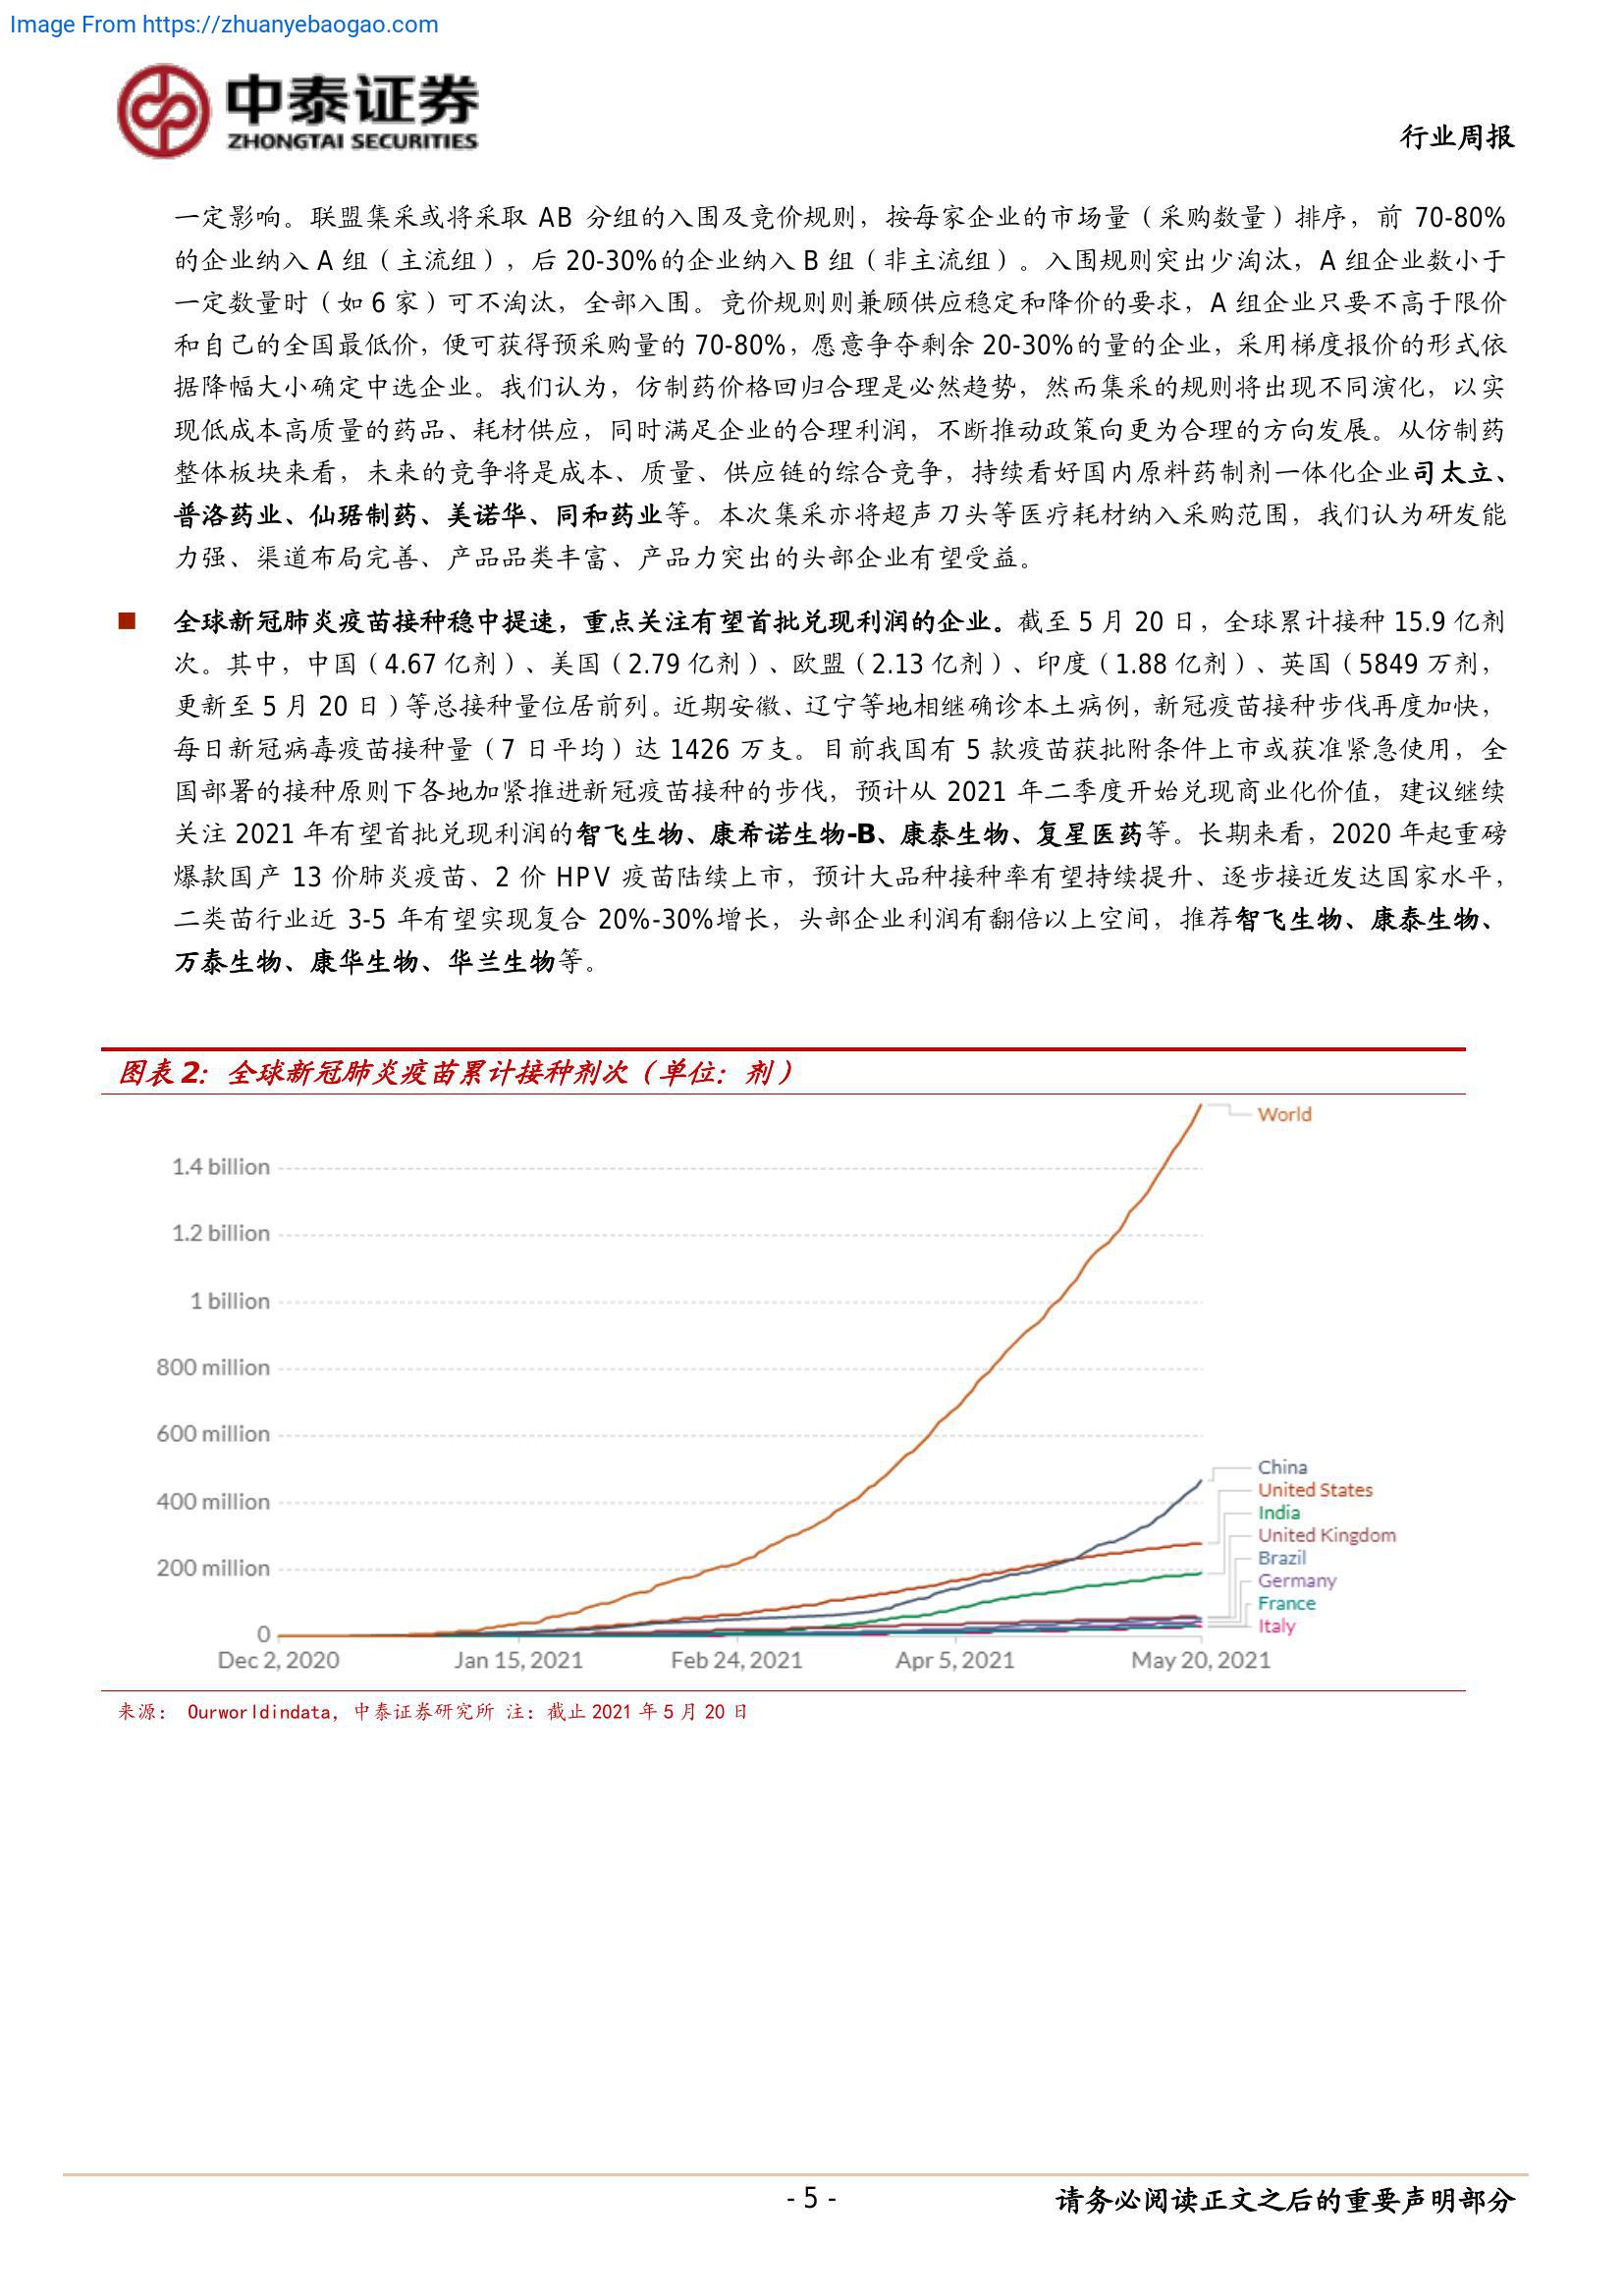 Image From https://zhuanyebaogao.com
中泰证券
ZHONGTAI SECURITIES
行业周报
一定影响。联盟集采或将采取 AB 分组的入围及竞价规则，按每家企业的市场量（采购数量）排序，前 70-80%
的企业纳入 A 组（主流组），后 20-30%的企业纳入 B 组（非主流组）。入围规则突出少淘汰，A 组企业数小于
一定数量时（如 6 家）可不淘汰，全部入围。竞价规则则兼顾供应稳定和降价的要求，A 组企业只要不高于限价
和自己的全国最低价，便可获得预采购量的 70-80%，愿意争夺剩余 20-30%的量的企业，采用梯度报价的形式依
据降幅大小确定中选企业。我们认为，仿制药价格回归合理是必然趋势，然而集采的规则将出现不同演化，以实
现低成本高质量的药品、耗材供应，同时满足企业的合理利润，不断推动政策向更为合理的方向发展。从仿制药
整体板块来看，未来的竞争将是成本、质量、供应链的综合竞争，持续看好国内原料药制剂一体化企业司太立、
普洛药业、仙琚制药、美诺华、同和药业等。本次集采亦将超声刀头等医疗耗材纳入采购范围，我们认为研发能
力强、渠道布局完善、产品品类丰富、产品力突出的头部企业有望受益。
■ 全球新冠肺炎疫苗接种稳中提速，重点关注有望首批兑现利润的企业。截至 5 月 20 日，全球累计接种 15.9 亿剂
次。其中，中国（4.67 亿剂）、美国（2.79 亿剂）、欧盟（2.13 亿剂）、印度（1.88 亿剂）、英国（5849 万剂，
更新至 5 月 20 日）等总接种量位居前列。近期安徽、辽宁等地相继确诊本土病例，新冠疫苗接种步伐再度加快，
每日新冠病毒疫苗接种量（7 日平均）达 1426 万支。目前我国有 5 款疫苗获批附条件上市或获准紧急使用，全
国部署的接种原则下各地加紧推进新冠疫苗接种的步伐，预计从 2021 年二季度开始兑现商业化价值，建议继续
关注 2021 年有望首批兑现利润的智飞生物、康希诺生物-B、康泰生物、复星医药等。长期来看，2020 年起重磅
爆款国产 13 价肺炎疫苗、2 价 HPV 疫苗陆续上市，预计大品种接种率有望持续提升、逐步接近发达国家水平，
二类苗行业近 3-5 年有望实现复合 20%-30%增长，头部企业利润有翻倍以上空间，推荐智飞生物、康泰生物、
万泰生物、康华生物、华兰生物等。
图表 2：全球新冠肺炎疫苗累计接种剂次（单位：剂）
World
1.4 billion
1.2 billion
1 billion
800 million
600 million
400 million
200 million
0
China
United States
India
United Kingdom
Brazil
Germany
France
Italy
Dec 2, 2020
Jan 15, 2021
Feb 24, 2021
Apr 5, 2021
May 20, 2021
来源： Ourworldindata，中泰证券研究所 注：截止 2021 年 5 月 20 日
- 5 -
请务必阅读正文之后的重要声明部分